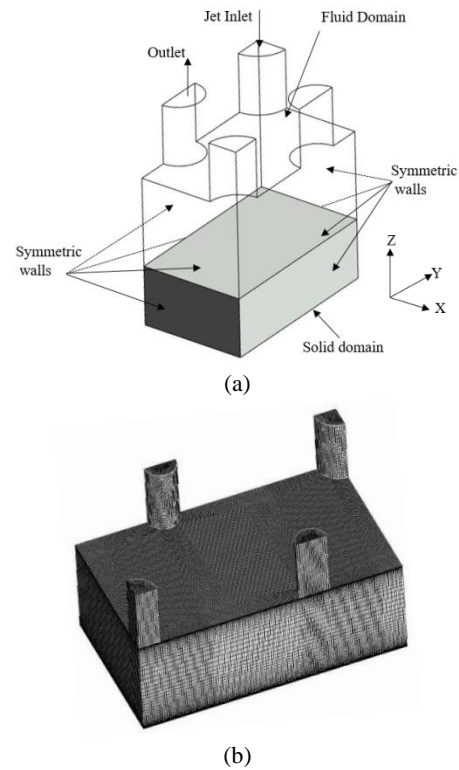 Jet Inlet
Fluid Domain
Outlet
Symmetric
walls
Symmetric
walls
Z
Y
X
Solid domain
(a)
(b)